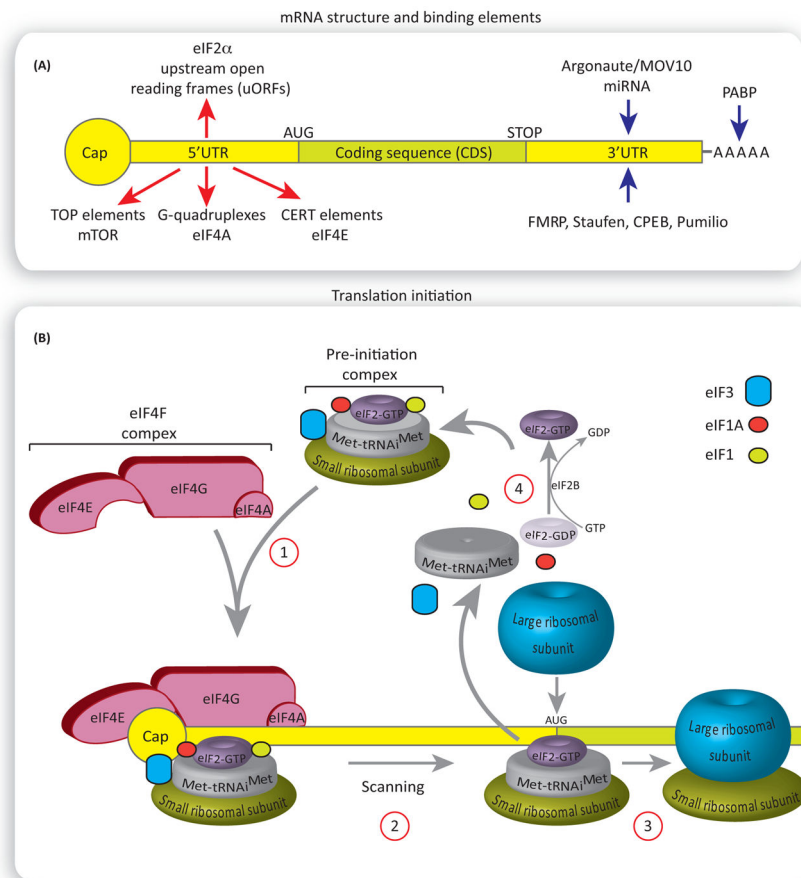 mRNA structure and binding elements
(A)
eIF2α
upstream open
reading frames (uORFs)
Argonaute/MOV10
miRNA
PABP
AUG
STOP
Cap
5'UTR
Coding sequence (CDS)
3'UTR
AAAAA
TOP elements
mTOR
G-quadruplexes
eIF4A
CERT elements
eIF4E
FMRP, Staufen, CPEB, Pumilio
Translation initiation
(B)
Pre-initiation
compex
eIF4F
compex
eIF3
eIF1A
eIF1
eIF2-GTP
Met-tRNAiMet
Small ribosomal subunit
eIF2-GTP
GDP
eIF2B
GTP
eIF2-GDP
4
eIF4E
eIF4G
eIF4A
1
Met-tRNAiMet
Large ribosomal
subunit
eIF4E
eIF4G
eIF4A
Cap
eIF2-GTP
Met-tRNAiMet
Small ribosomal subunit
Scanning
2
AUG
eIF2-GTP
Met-tRNAiMet
Small ribosomal subunit
3
Large ribosomal
subunit
Small ribosomal subunit